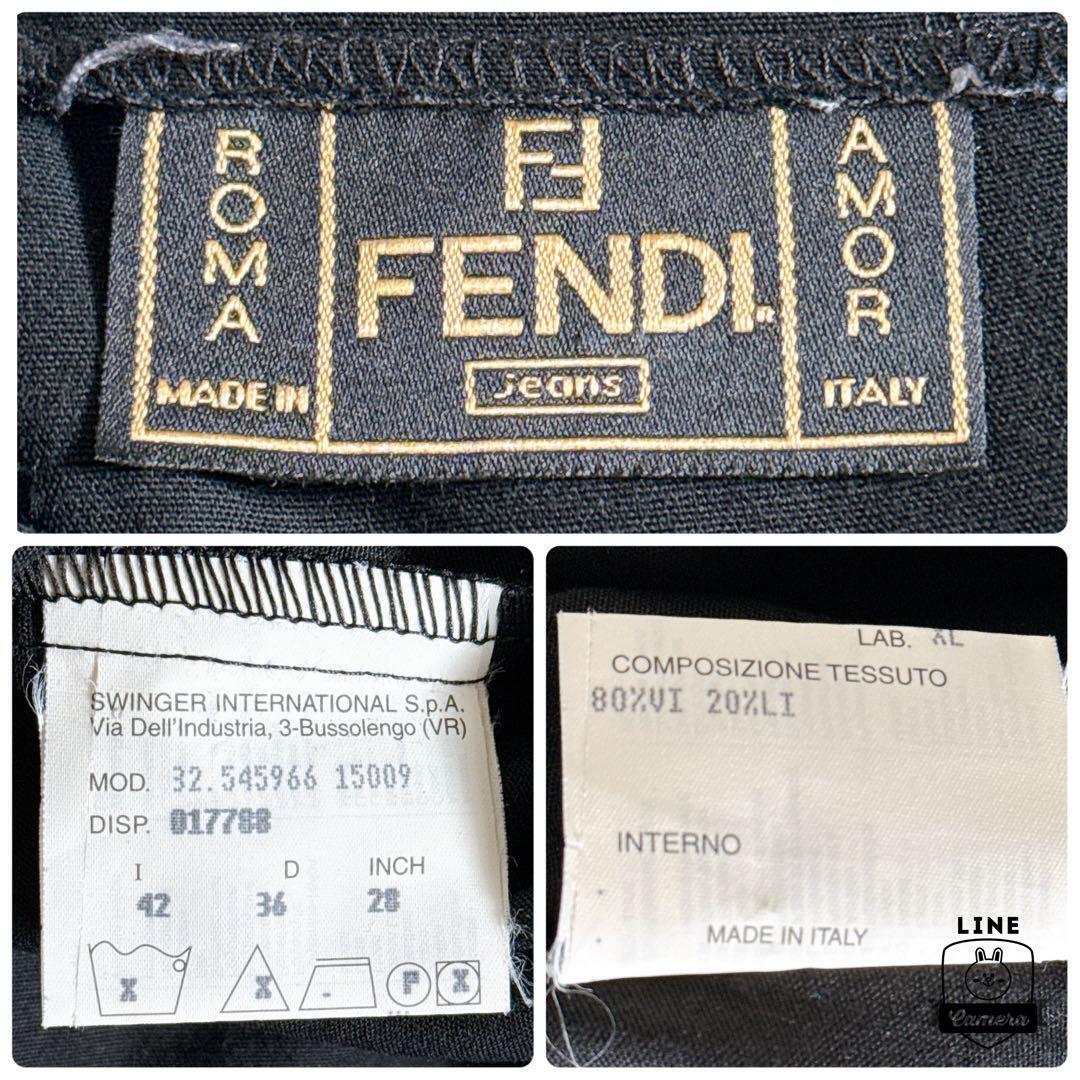 ROMA
MADE IN
FF
FENDI.
jeans
AMOR
ITALY
SWINGER INTERNATIONAL S.p.A.
Via Dell'Industria, 3-Bussolengo (VR)
MOD. 32.545966 15009
DISP. 017788
I D INCH
42 36 28
X X - P X
LAB. XL
COMPOSIZIONE TESSUTO
80%VI 20%LI
INTERNO
MADE IN ITALY
LINE
Camera